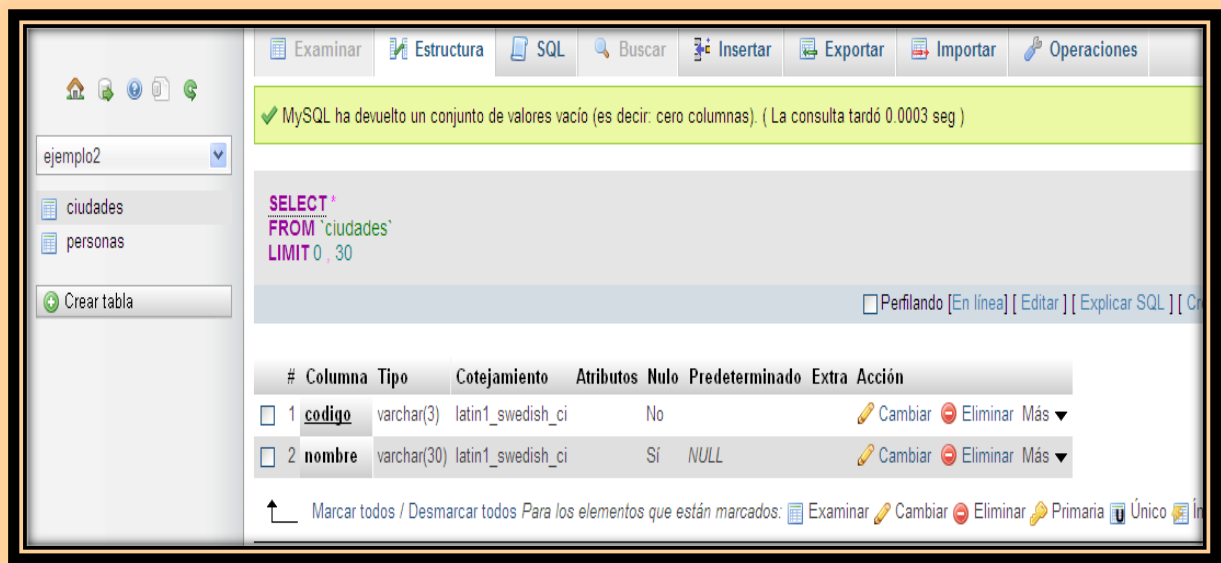 Examinar Estructura SQL Buscar Insertar Exportar Importar Operaciones
MySQL ha devuelto un conjunto de valores vacío (es decir: cero columnas). ( La consulta tardó 0.0003 seg )
ejemplo2
ciudades
personas
Crear tabla
SELECT *
FROM `ciudades`
LIMIT 0 , 30
Perfilando [En línea] [ Editar ] [ Explicar SQL ] [
# Columna Tipo Cotejamiento Atributos Nulo Predeterminado Extra Acción
1 codigo varchar(3) latin1_swedish_ci No Cambiar Eliminar Más
2 nombre varchar(30) latin1_swedish_ci Sí NULL Cambiar Eliminar Más
Marcar todos / Desmarcar todos Para los elementos que están marcados: Examinar Cambiar Eliminar Primaria Único